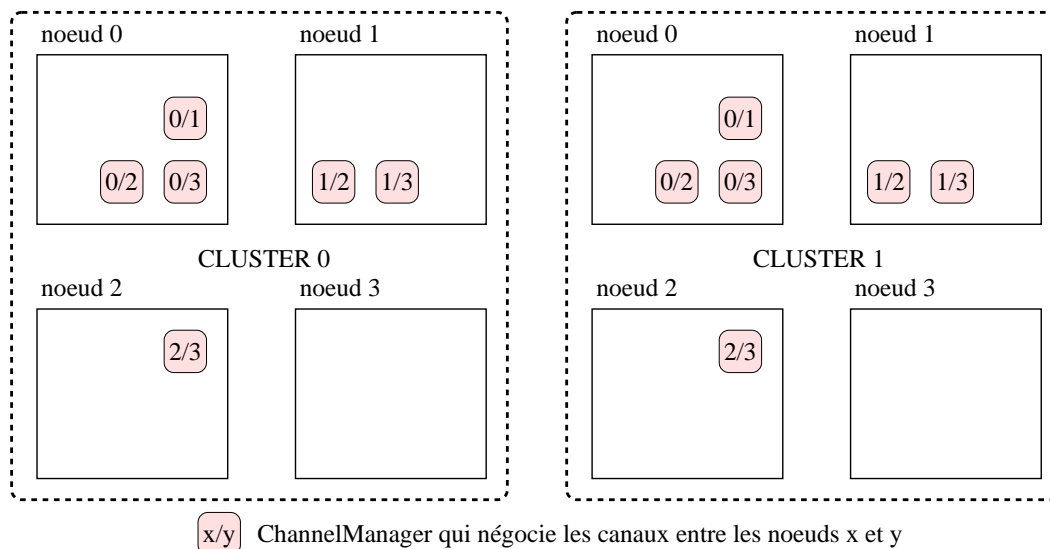 noeud 0
noeud 1
0/1
0/2
0/3
1/2
1/3
CLUSTER 0
noeud 2
noeud 3
2/3
noeud 0
noeud 1
0/1
0/2
0/3
1/2
1/3
CLUSTER 1
noeud 2
noeud 3
2/3
x/y ChannelManager qui négocie les canaux entre les noeuds x et y